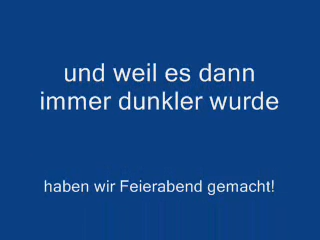 und weil es dann
immer dunkler wurde
haben wir Feierabend gemacht!